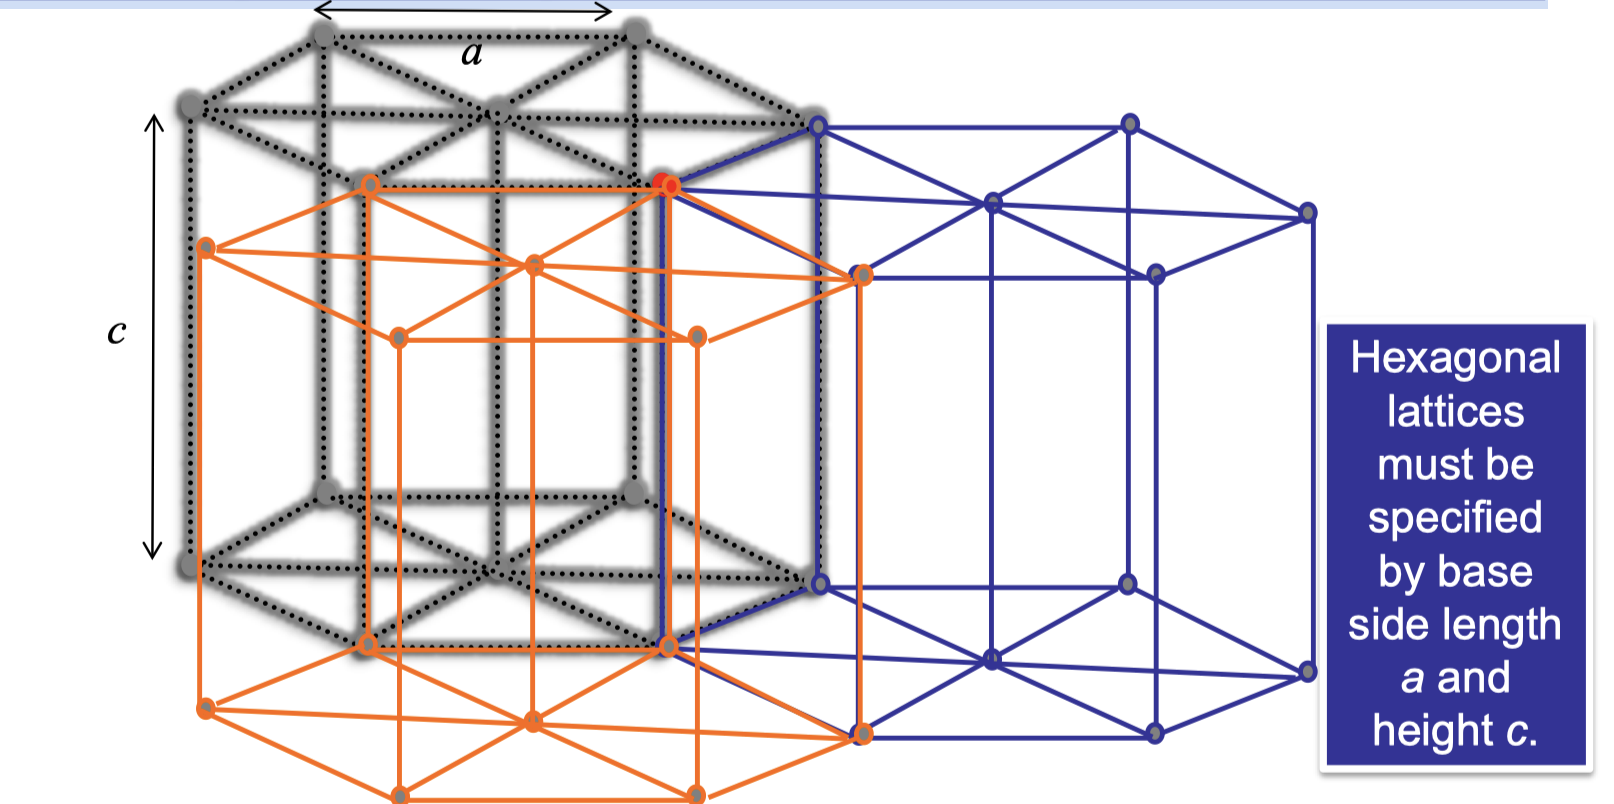 a
c
Hexagonal
lattices
must be
specified
by base
side length
a and
height c.